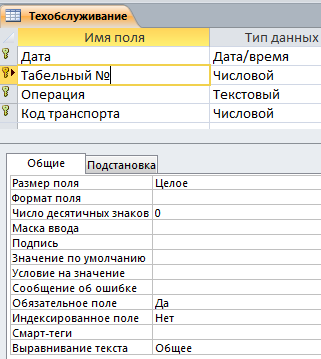 Техобслуживание
Имя поля Тип данных
Дата Дата/время
Табельный № Числовой
Операция Текстовый
Код транспорта Числовой
Общие Подстановка
Размер поля Целое
Формат поля
Число десятичных знаков 0
Маска ввода
Подпись
Значение по умолчанию
Условие на значение
Сообщение об ошибке
Обязательное поле Да
Индексированное поле Нет
Смарт-теги
Выравнивание текста Общее